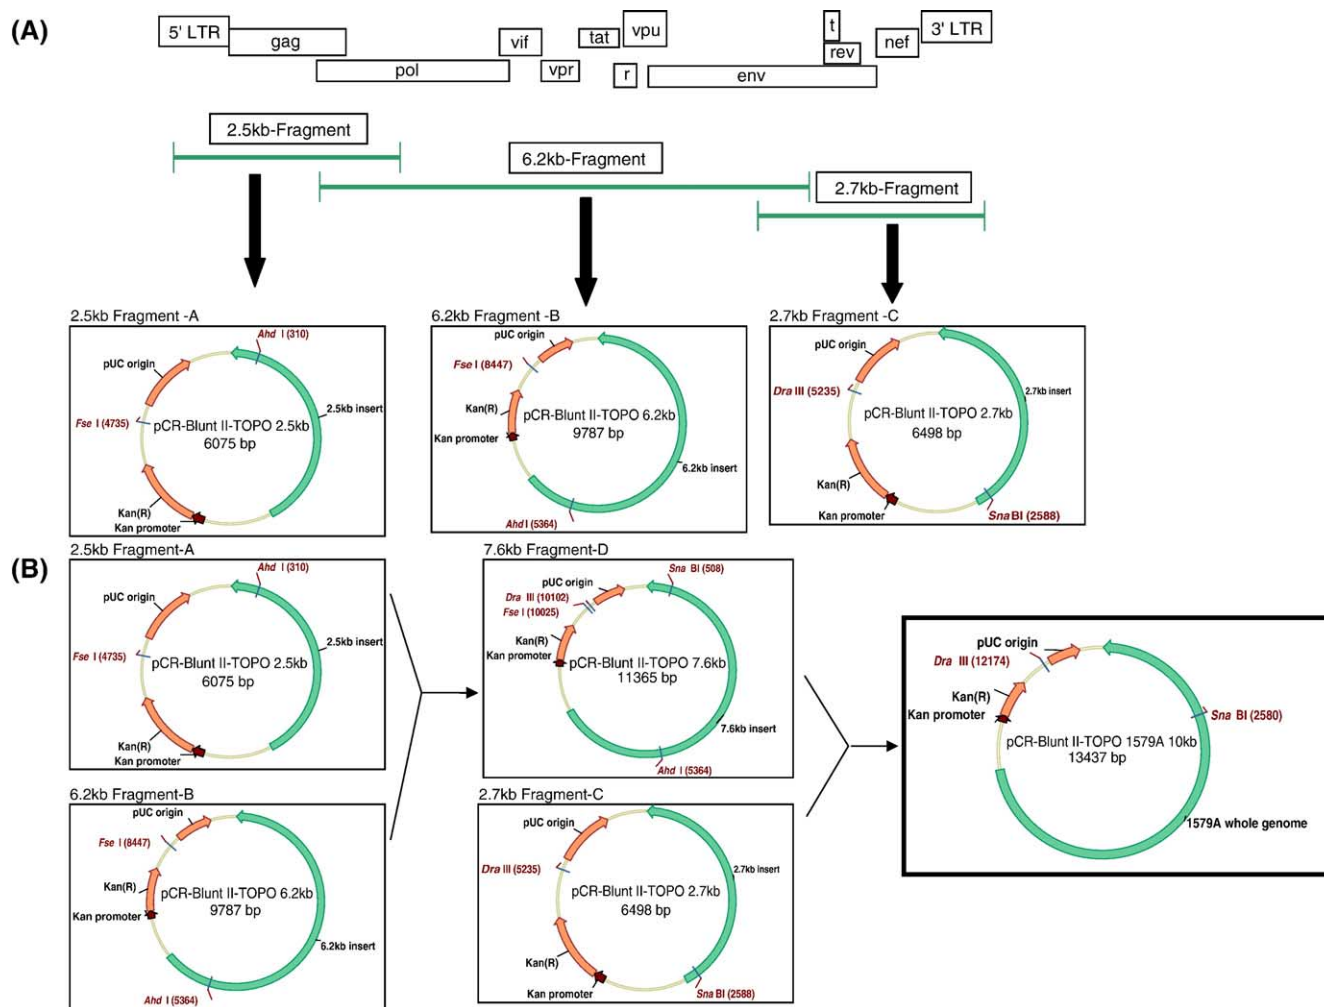 (A)
5' LTR
gag
pol
vif
vpr
tat
r
vpu
env
t
rev
nef
3' LTR
2.5kb-Fragment
6.2kb-Fragment
2.7kb-Fragment
2.5kb Fragment -A
Ahd I (310)
pUC origin
2.5kb insert
Fse I (4735)
pCR-Blunt II-TOPO 2.5kb
6075 bp
Kan(R)
Kan promoter
6.2kb Fragment -B
pUC origin
Fse I (8447)
Kan(R)
pCR-Blunt II-TOPO 6.2kb
9787 bp
Kan promoter
6.2kb insert
Ahd I (5364)
2.7kb Fragment -C
pUC origin
Dra III (5235)
2.7kb insert
pCR-Blunt II-TOPO 2.7kb
6498 bp
Kan(R)
Kan promoter
SnaBI (2588)
(B)
2.5kb Fragment-A
Ahd I (310)
pUC origin
2.5kb insert
Fse I (4735)
pCR-Blunt II-TOPO 2.5kb
6075 bp
Kan(R)
Kan promoter
6.2kb Fragment-B
pUC origin
Fse I (8447)
Kan(R)
pCR-Blunt II-TOPO 6.2kb
9787 bp
Kan promoter
6.2kb insert
Ahd I (5364)
7.6kb Fragment-D
Sna BI (508)
pUC origin
Dra III (10102)
Fse I (10025)
Kan(R)
Kan promoter
pCR-Blunt II-TOPO 7.6kb
11365 bp
7.6kb insert
Ahd I (5364)
2.7kb Fragment-C
pUC origin
Dra III (5235)
2.7kb insert
pCR-Blunt II-TOPO 2.7kb
6498 bp
Kan(R)
Kan promoter
SnaBI (2588)
pUC origin
Dra III (12174)
Kan(R)
Kan promoter
Sna BI (2580)
pCR-Blunt II-TOPO 1579A 10kb
13437 bp
1579A whole genome